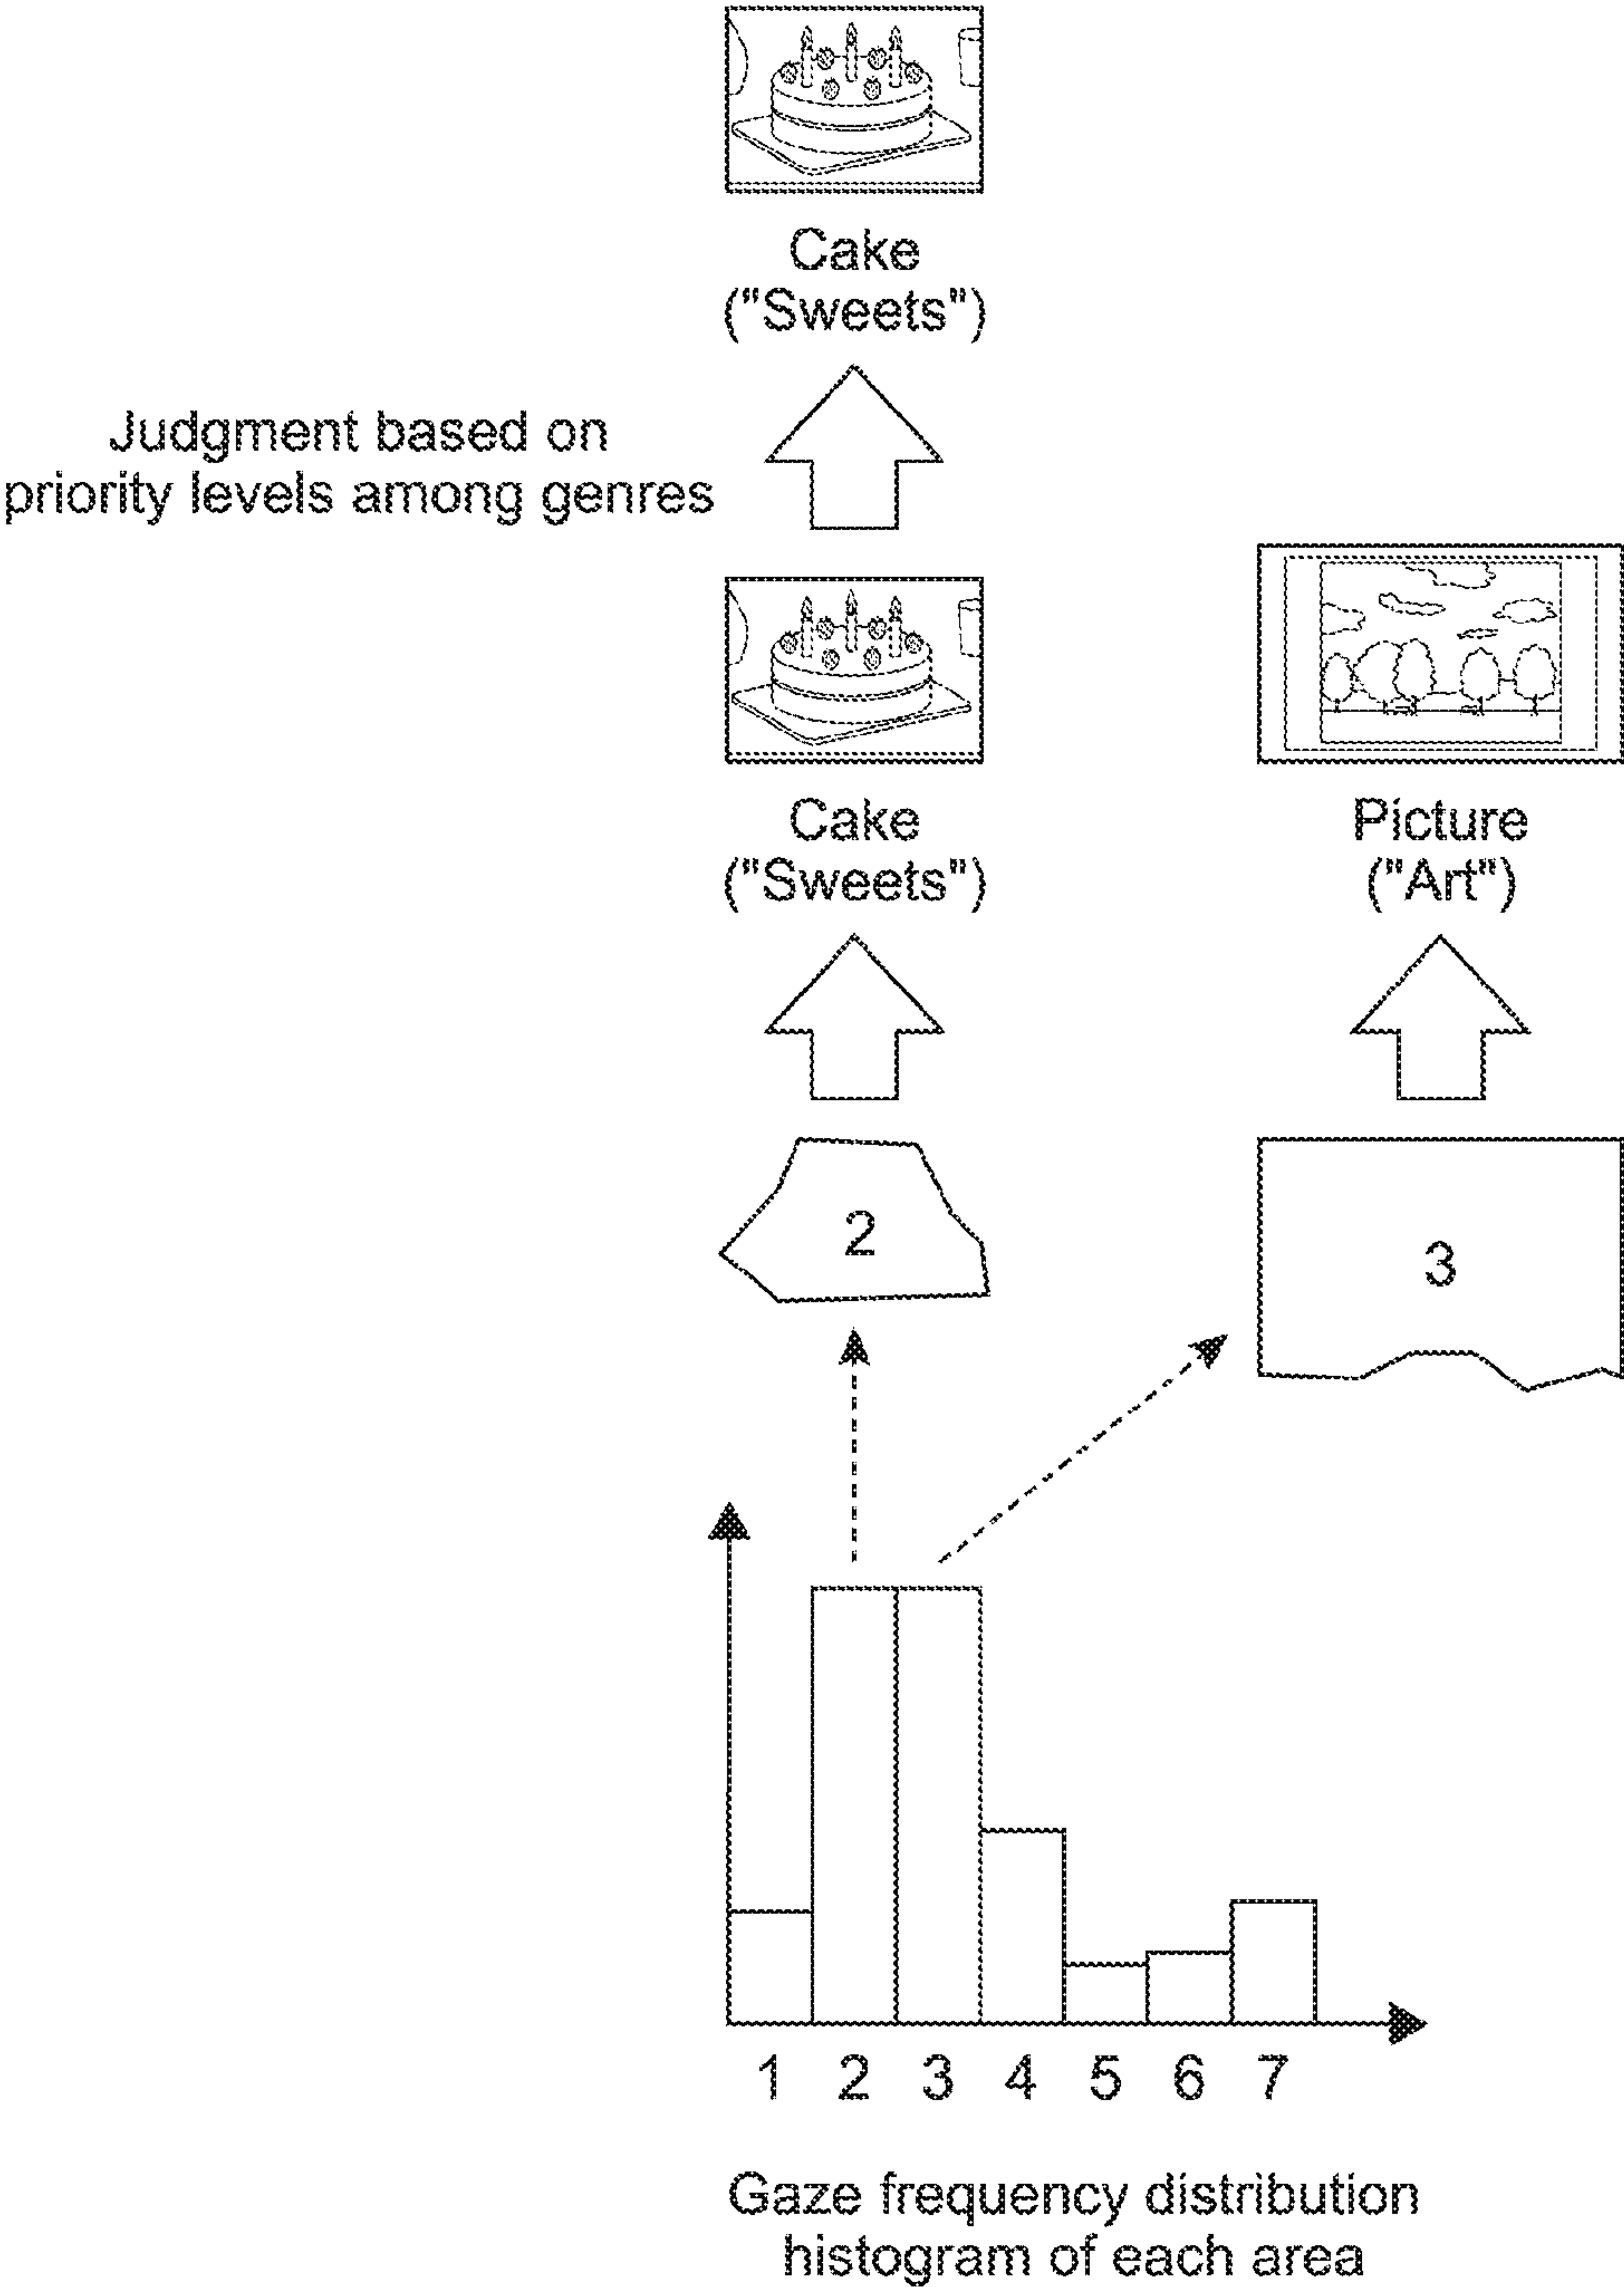 Cake
("Sweets")
Judgment based on
priority levels among genres
Cake
("Sweets")
Picture
("Art")
2
3
1 2 3 4 5 6 7
Gaze frequency distribution
histogram of each area